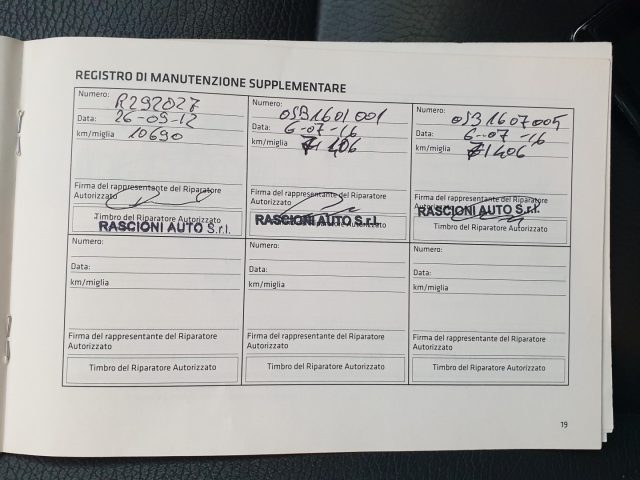 REGISTRO DI MANUTENZIONE SUPPLEMENTARE
Numero: R292027
Data: 26-09-12
km/miglia 10690
Firma del rappresentante del Riparatore
Autorizzato
Timbro del Riparatore Autorizzato
RASCIONI AUTO S.r.l.
Numero: 0SB1601001
Data: 6-07-16
km/miglia 71406
Firma del rappresentante del Riparatore
Autorizzato
RASCIONI AUTO S.r.l.
Riparatore Autorizzato
Numero: 0SB1607005
Data: 6-07-16
km/miglia 71406
Firma del rappresentante del Riparatore
Autorizzato
RASCIONI AUTO S.r.l.
Timbro del Riparatore Autorizzato
Numero:
Data:
km/miglia
Firma del rappresentante del Riparatore
Autorizzato
Timbro del Riparatore Autorizzato
Numero:
Data:
km/miglia
Firma del rappresentante del Riparatore
Autorizzato
Timbro del Riparatore Autorizzato
Numero:
Data:
km/miglia
Firma del rappresentante del Riparatore
Autorizzato
Timbro del Riparatore Autorizzato
19